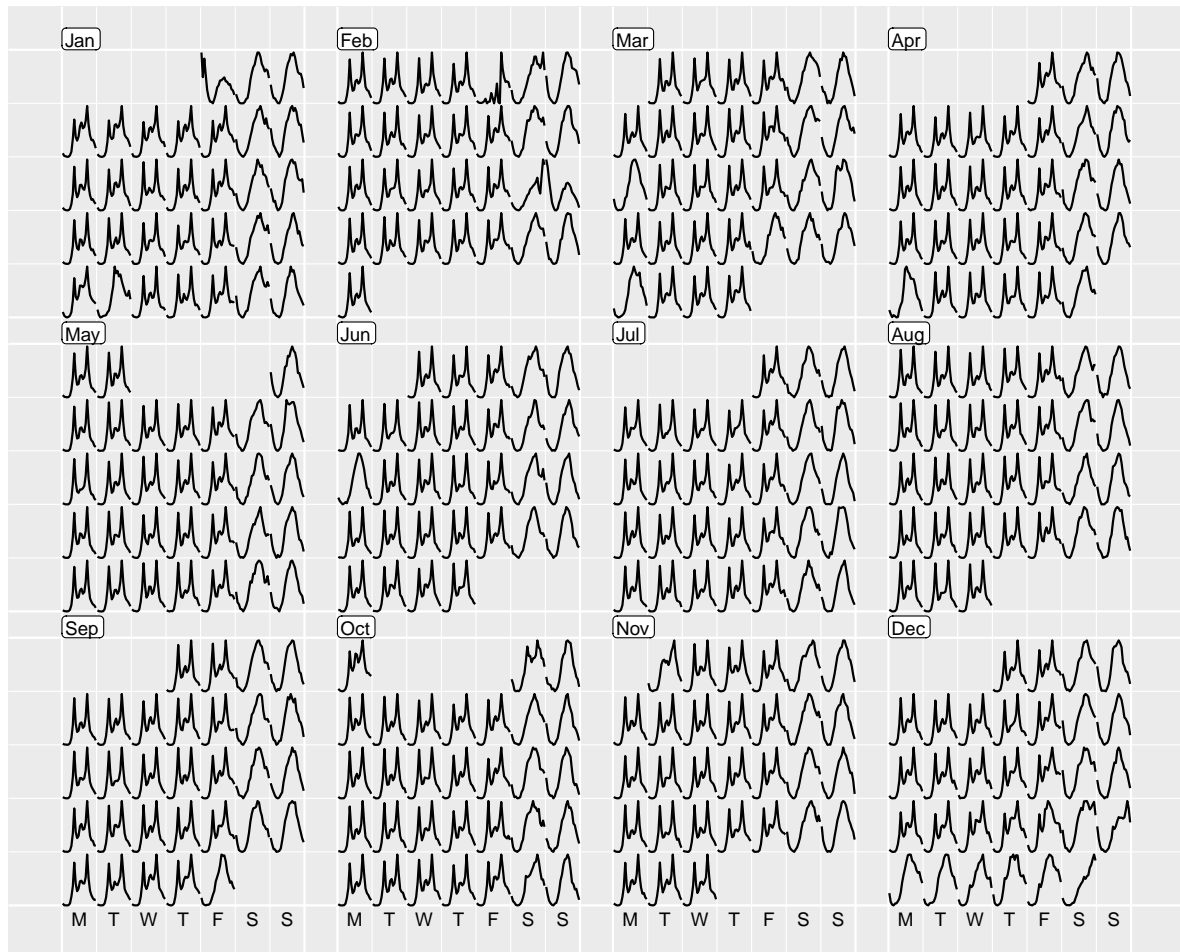 Jan Feb Mar Apr
May Jun Jul Aug
Sep Oct Nov Dec
M T W T F S S M T W T F S S M T W T F S S M T W T F S S